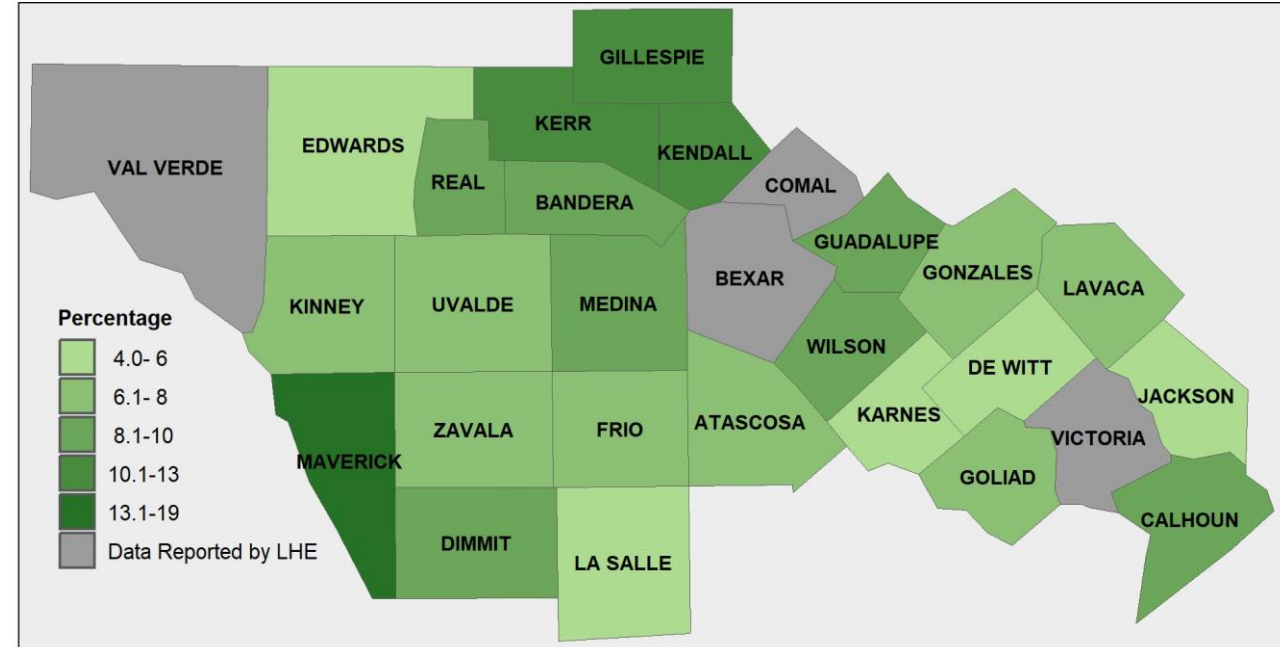 GILLESPIE
KERR
EDWARDS
KENDALL
VAL VERDE
REAL
COMAL
BANDERA
GUADALUPE
GONZALES
BEXAR
LAVACA
KINNEY
UVALDE
MEDINA
WILSON
DE WITT
JACKSON
KARNES
ATASCOSA
ZAVALA
FRIO
VICTORIA
MAVERICK
GOLIAD
CALHOUN
DIMMIT
LA SALLE
Percentage
4.0- 6
6.1- 8
8.1-10
10.1-13
13.1-19
Data Reported by LHE